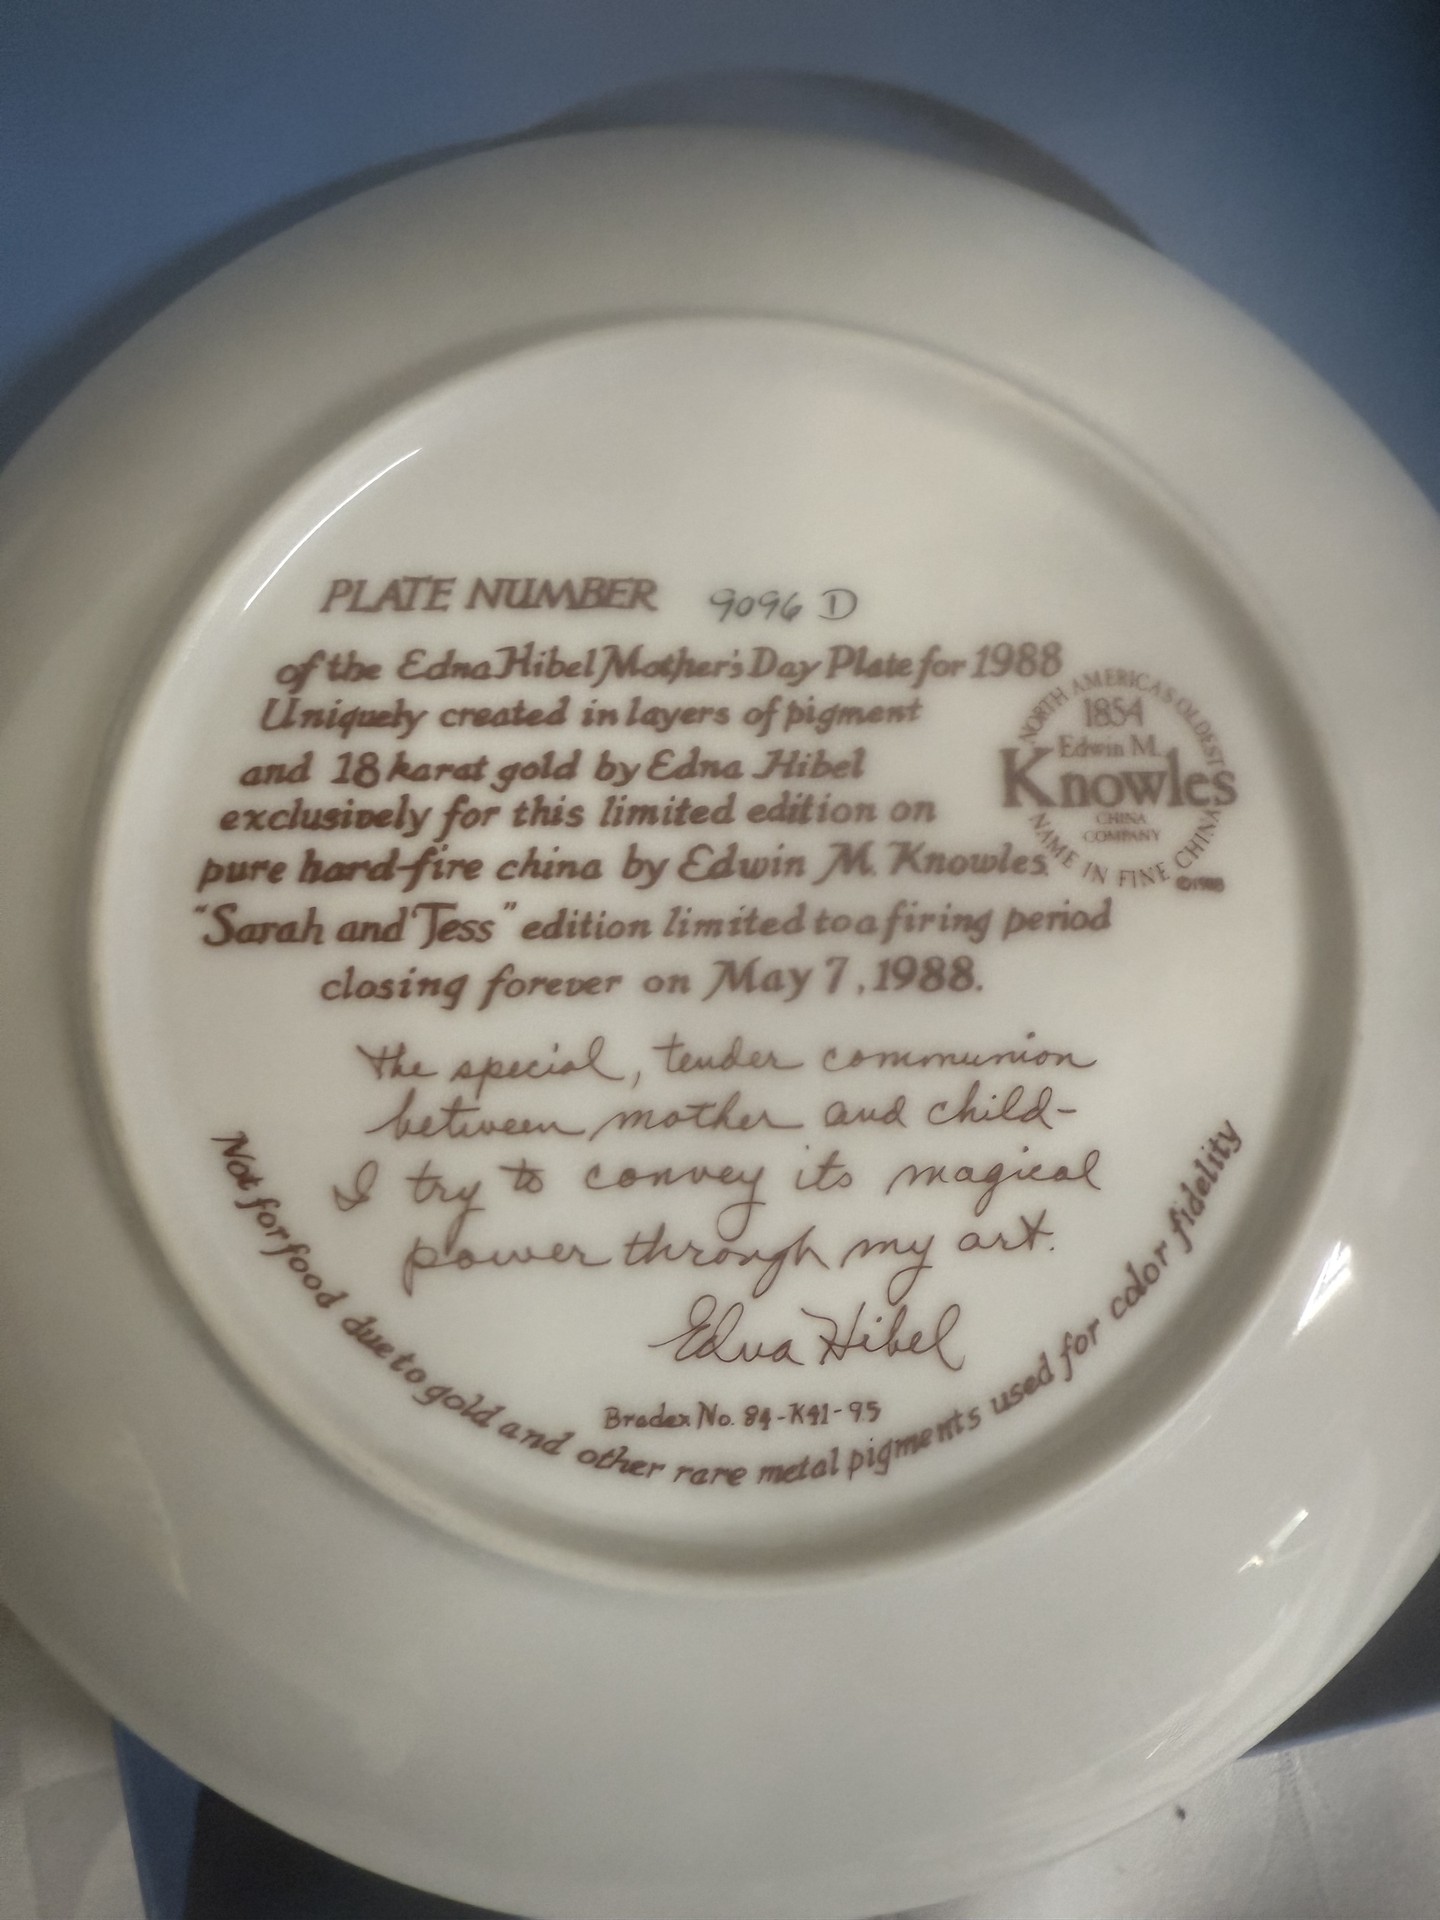 PLATE NUMBER 9096 D
of the Edna Hibel Mother's Day Plate for 1988
Uniquely created in layers of pigment
and 18 karat gold by Edna Hibel
exclusively for this limited edition on
pure hard-fire china by Edwin M. Knowles.
"Sarah and Tess" edition limited to a firing period
closing forever on May 7, 1988.
NORTH AMERICA'S OLDEST
1854
Edwin M.
Knowles
CHINA
COMPANY
NAME IN FINE CHINA
©1988
The special, tender communion
between mother and child-
I try to convey its magical
power through my art.
Edna Hibel
Bradex No. 84-K41-9.5
Not for food due to gold and other rare metal pigments used for color fidelity